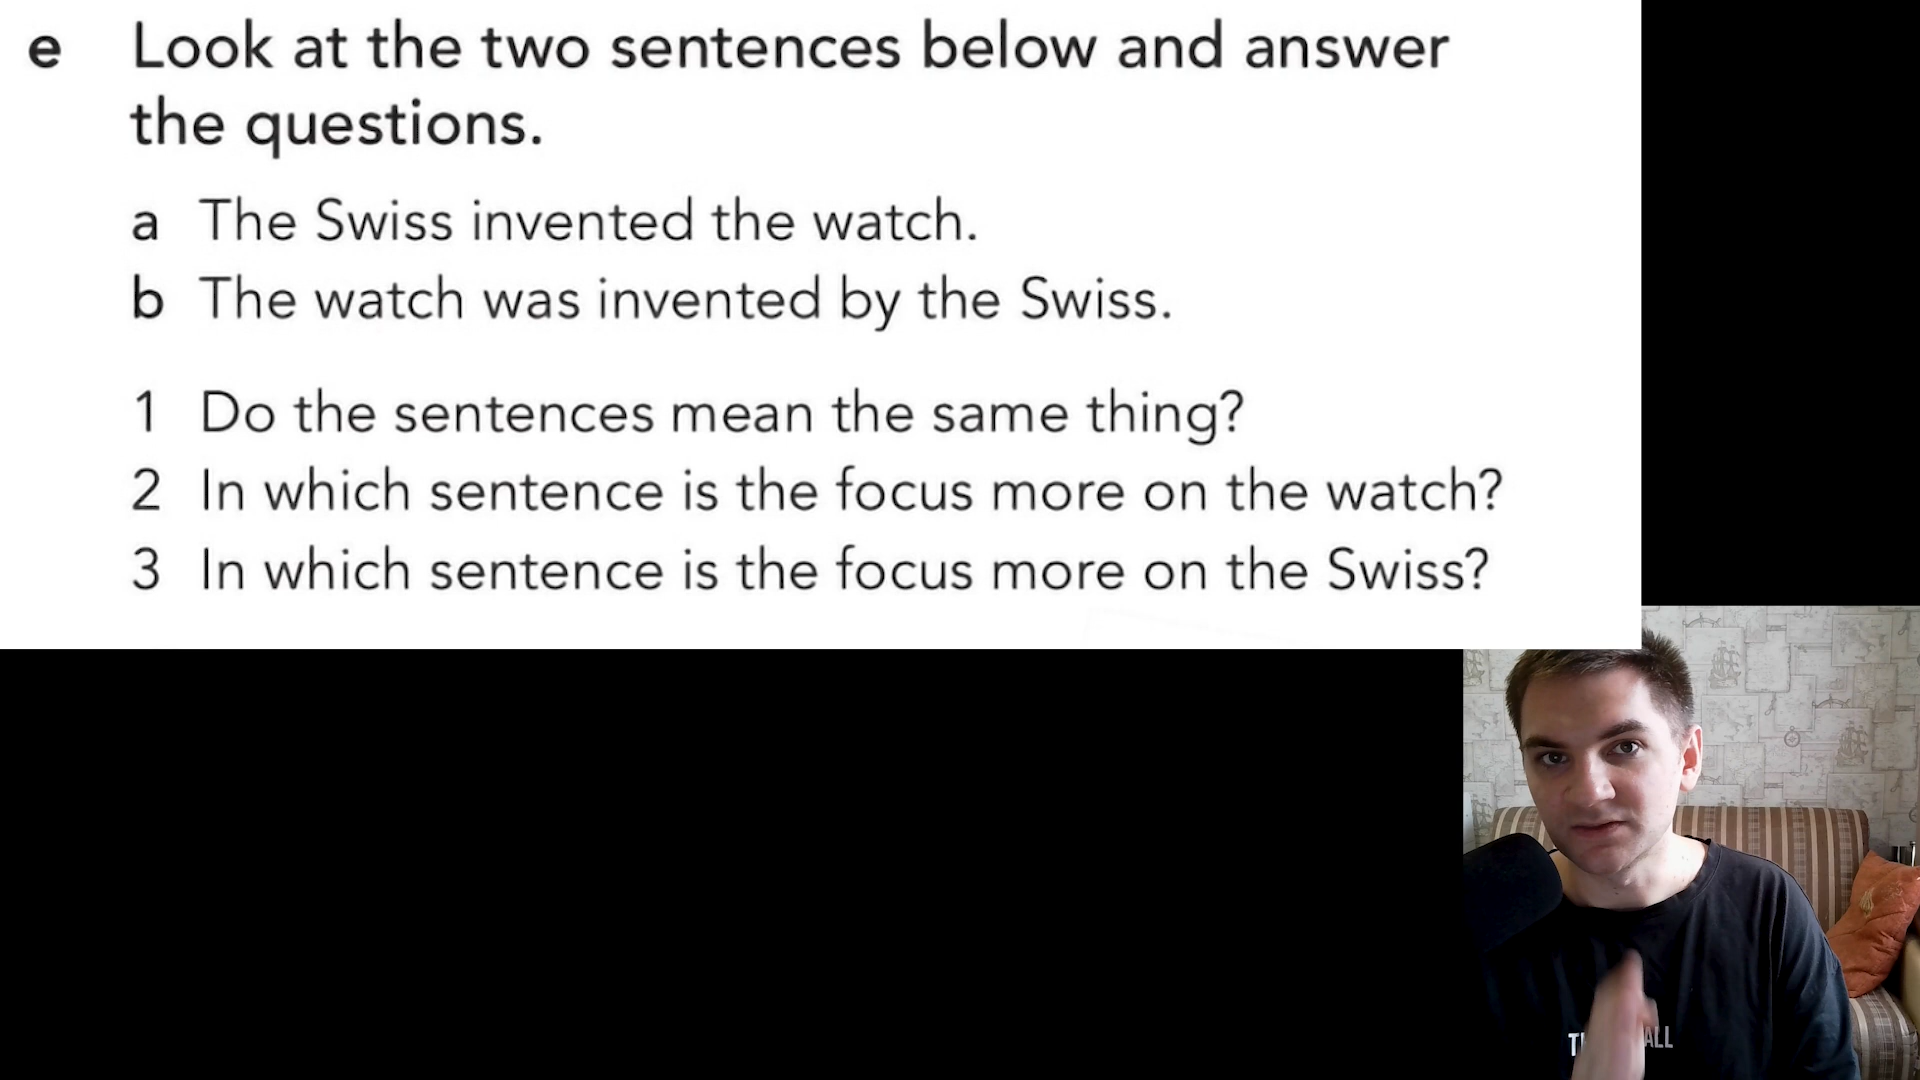 e Look at the two sentences below and answer
the questions.
a The Swiss invented the watch.
b The watch was invented by the Swiss.
1 Do the sentences mean the same thing?
2 In which sentence is the focus more on the watch?
3 In which sentence is the focus more on the Swiss?